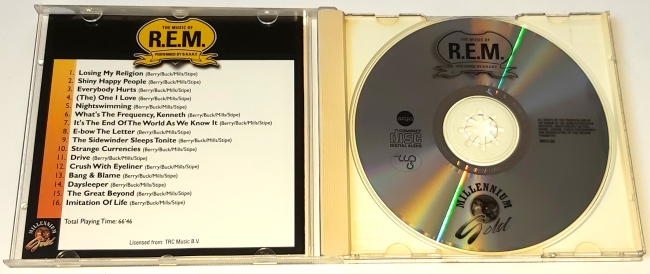 THE MUSIC OF
R.E.M.
1. Losing My Religion (Berry/Buck/Mills/Stipe)
2. Shiny Happy People (Berry/Buck/Mills/Stipe)
3. Everybody Hurts (Berry/Buck/Mills/Stipe)
4. (The) One I Love (Berry/Buck/Mills/Stipe)
5. Nightswimming (Berry/Buck/Mills/Stipe)
6. What's The Frequency, Kenneth (Berry/Buck/Mills/Stipe)
7. It's The End Of The World As We Know It (Berry/Buck/Mills/Stipe)
8. E-bow The Letter (Berry/Buck/Mills/Stipe)
9. The Sidewinder Sleeps Tonite (Berry/Buck/Mills/Stipe)
10. Strange Currencies (Berry/Buck/Mills/Stipe)
11. Drive (Berry/Buck/Mills/Stipe)
12. Crush With Eyeliner (Berry/Buck/Mills/Stipe)
13. Bang & Blame (Berry/Buck/Mills/Stipe)
14. Daysleeper (Berry/Buck/Mills/Stipe)
15. The Great Beyond (Berry/Buck/Mills/Stipe)
16. Imitation Of Life (Berry/Buck/Mills/Stipe)
Total Playing Time: 66'46
Licensed from: TRC Music B.V.
MILLENNIUM
Gold
THE MUSIC OF
R.E.M.
COMPACT
disc
DIGITAL AUDIO
MILLENNIUM
Gold